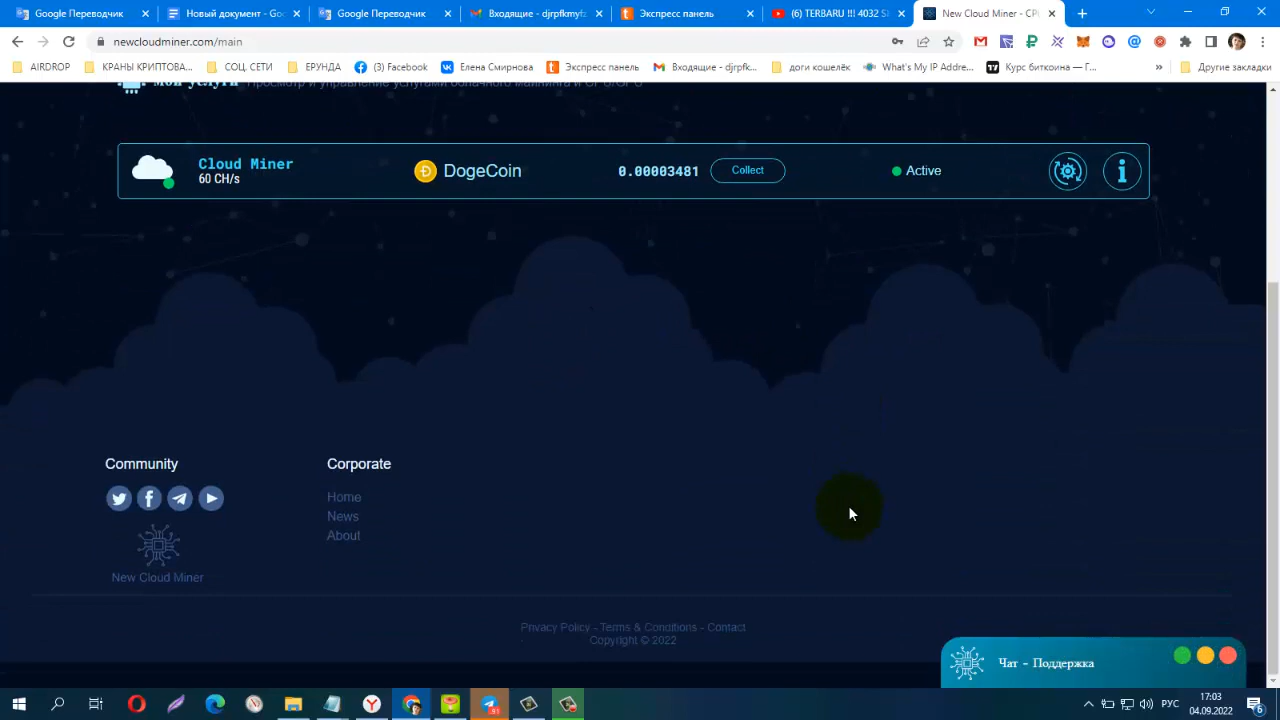 Google Переводчик
Новый документ - Goo
Google Переводчик
Входящие - djrpfkmyfz
Экспресс панель
(6) TERBARU !!! 4032 S
New Cloud Miner - CPU
newcloudminer.com/main
AIRDROP
КРАНЫ КРИПТОВА...
СОЦ. СЕТИ
ЕРУНДА
(3) Facebook
Елена Смирнова
Экспресс панель
Входящие - djrpfk...
доги кошелёк
What's My IP Addre...
Курс биткоина — Г...
»
Другие закладки
Cloud Miner
60 CH/s
DogeCoin
0.00003481
Collect
Active
Community
Corporate
Home
News
About
New Cloud Miner
Privacy Policy - Terms & Conditions - Contact
Copyright © 2022
Чат - Поддержка
РУС
17:03
04.09.2022